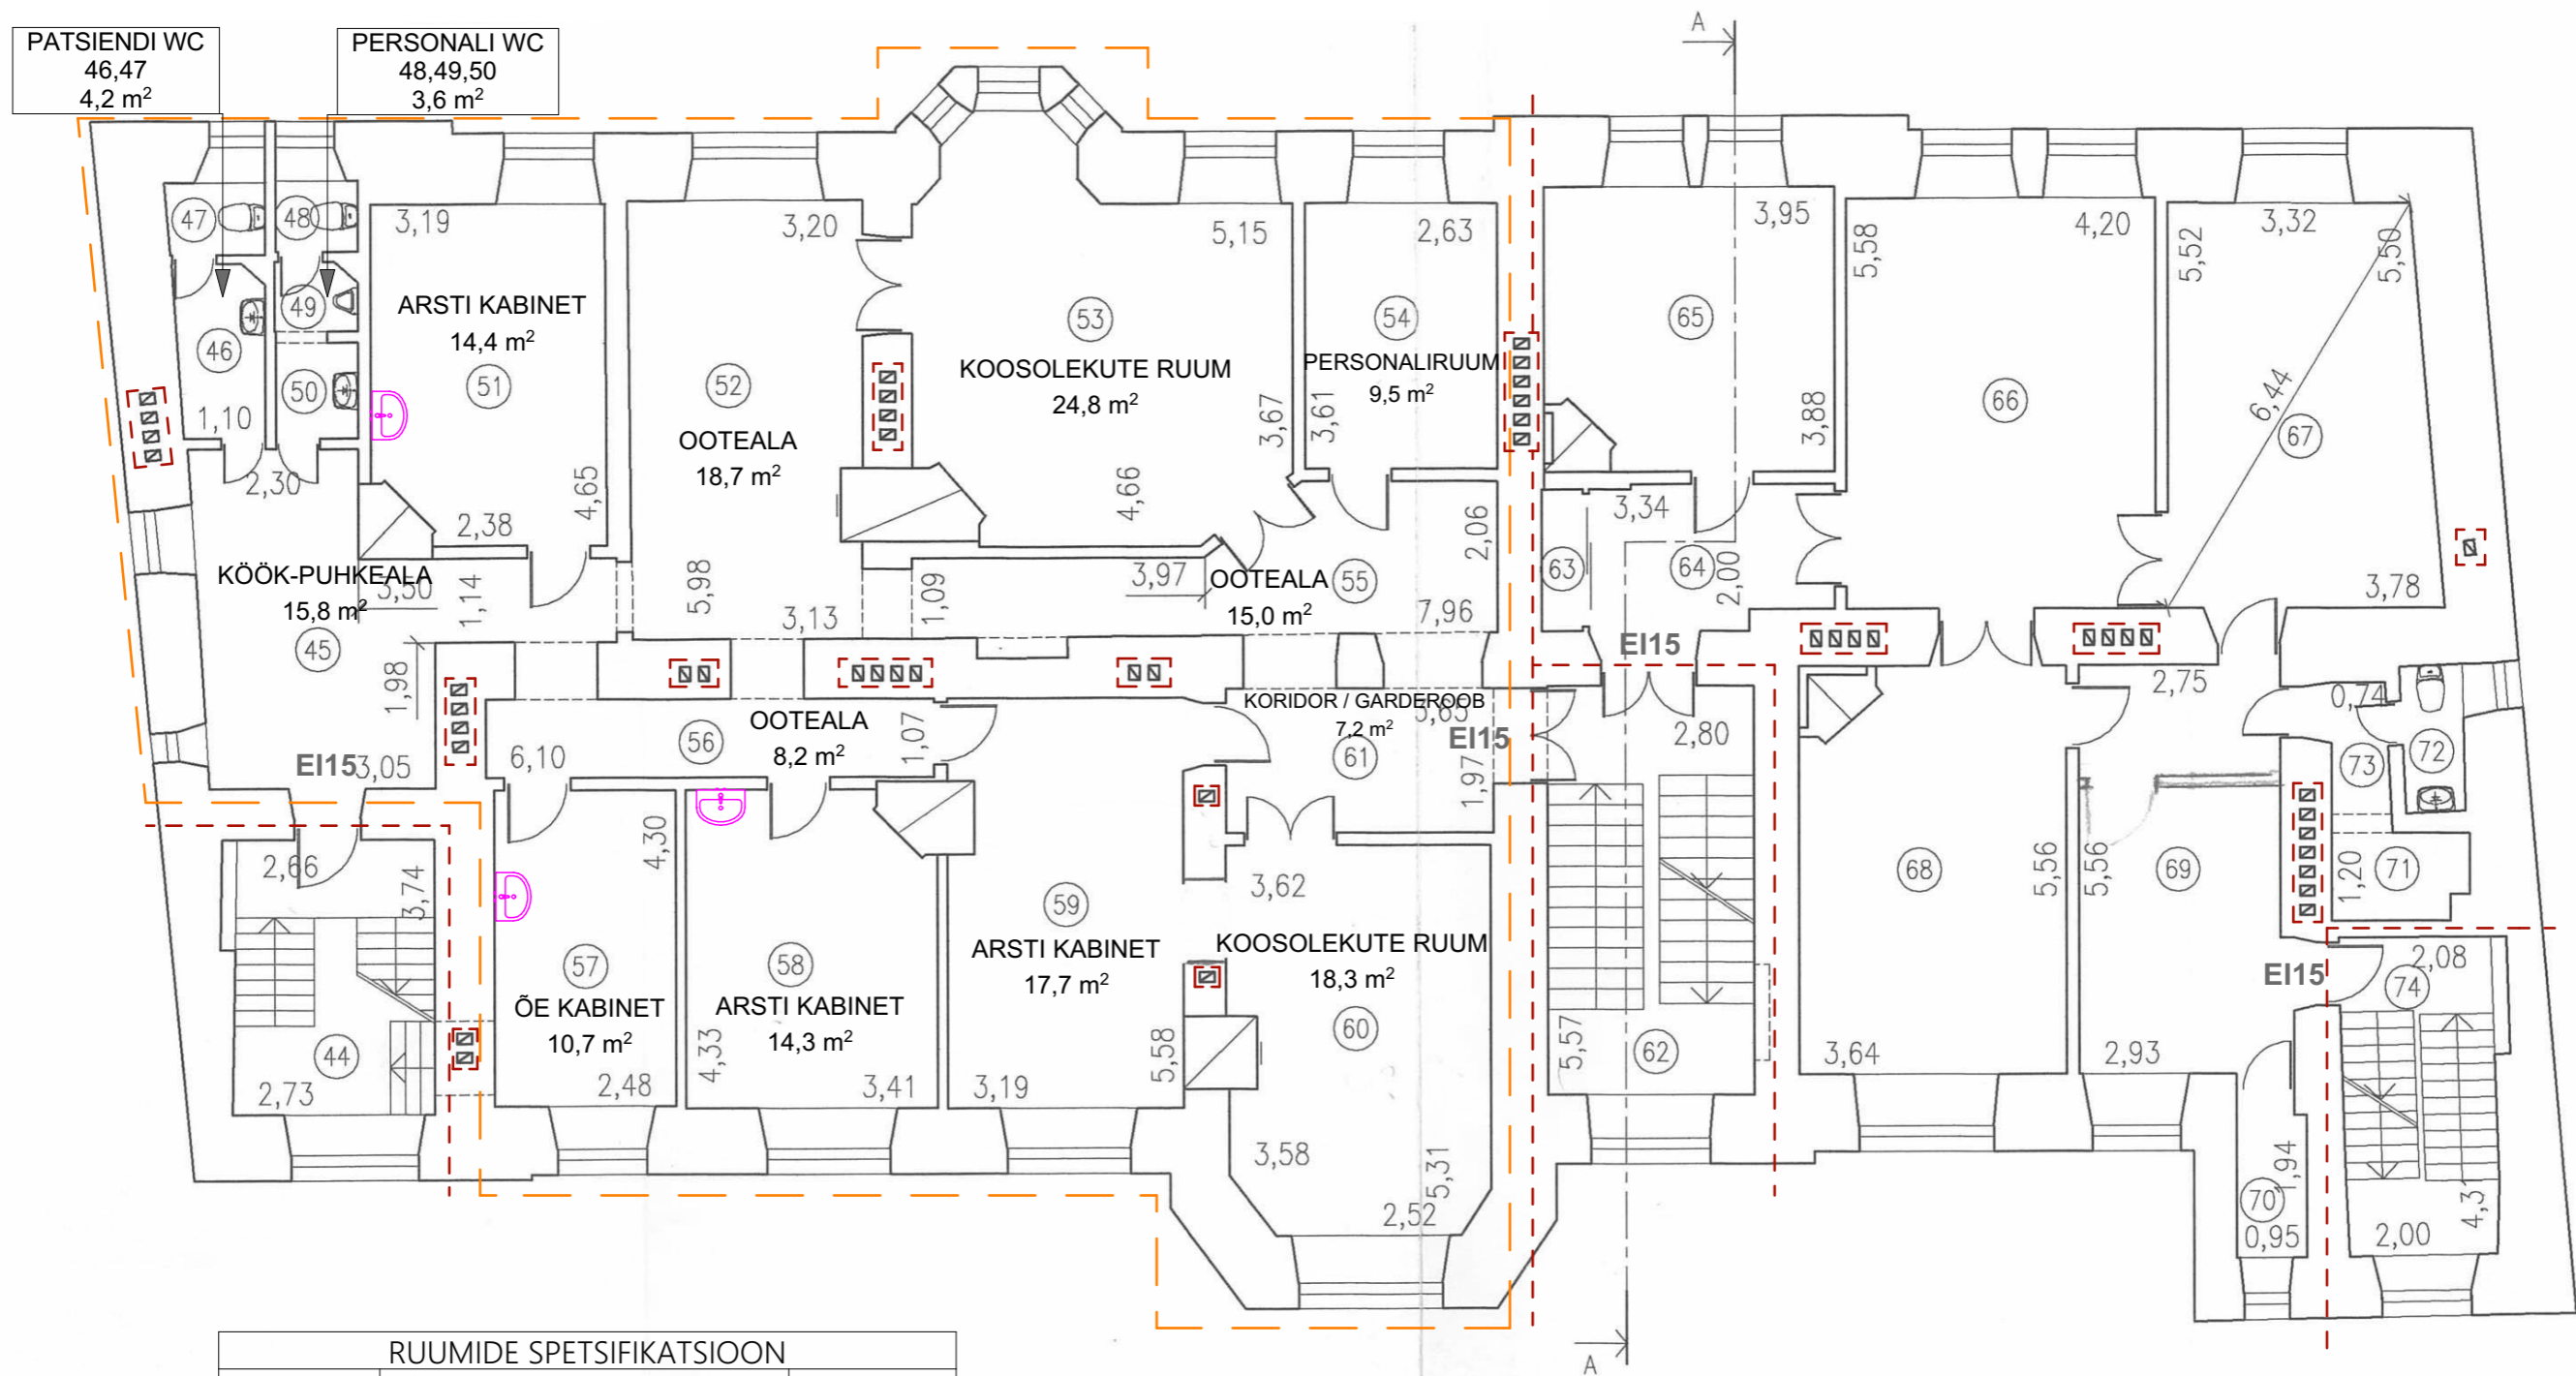 PATSIENDI WC
46,47
4,2 m²
PERSONALI WC
48,49,50
3,6 m²
A
47
48
49
46
50
1,10
2,30
3,19
ARSTI KABINET
14,4 m²
51
2,38
4,65
3,20
52
OOTEALA
18,7 m²
5,98
3,13
5,15
53
KOOSOLEKUTE RUUM
24,8 m²
3,67
4,66
1,09
3,97
2,63
54
PERSONALIRUUM
9,5 m²
3,61
2,06
OOTEALA
55
15,0 m²
7,96
3,95
65
3,88
3,34
63
64
2,00
EI15
5,58
4,20
66
5,52
3,32
5,50
6,44
67
3,78
KÖÖK-PUHKEALA
3,50
15,8 m²
1,14
45
1,98
EI15
3,05
OOTEALA
56
8,2 m²
6,10
1,07
KORIDOR / GARDEROOB
3,65
7,2 m²
EI15
61
1,97
2,80
2,75
0,74
72
73
71
1,20
2,66
3,74
44
2,73
4,30
57
ÕE KABINET
10,7 m²
2,48
58
ARSTI KABINET
14,3 m²
4,33
3,41
59
ARSTI KABINET
17,7 m²
5,58
3,19
3,62
KOOSOLEKUTE RUUM
18,3 m²
60
3,58
5,31
2,52
5,57
62
68
5,56
3,64
5,56
69
2,93
EI15
2,08
74
70
1,94
0,95
4,31
2,00
A
RUUMIDE SPETSIFIKATSIOON